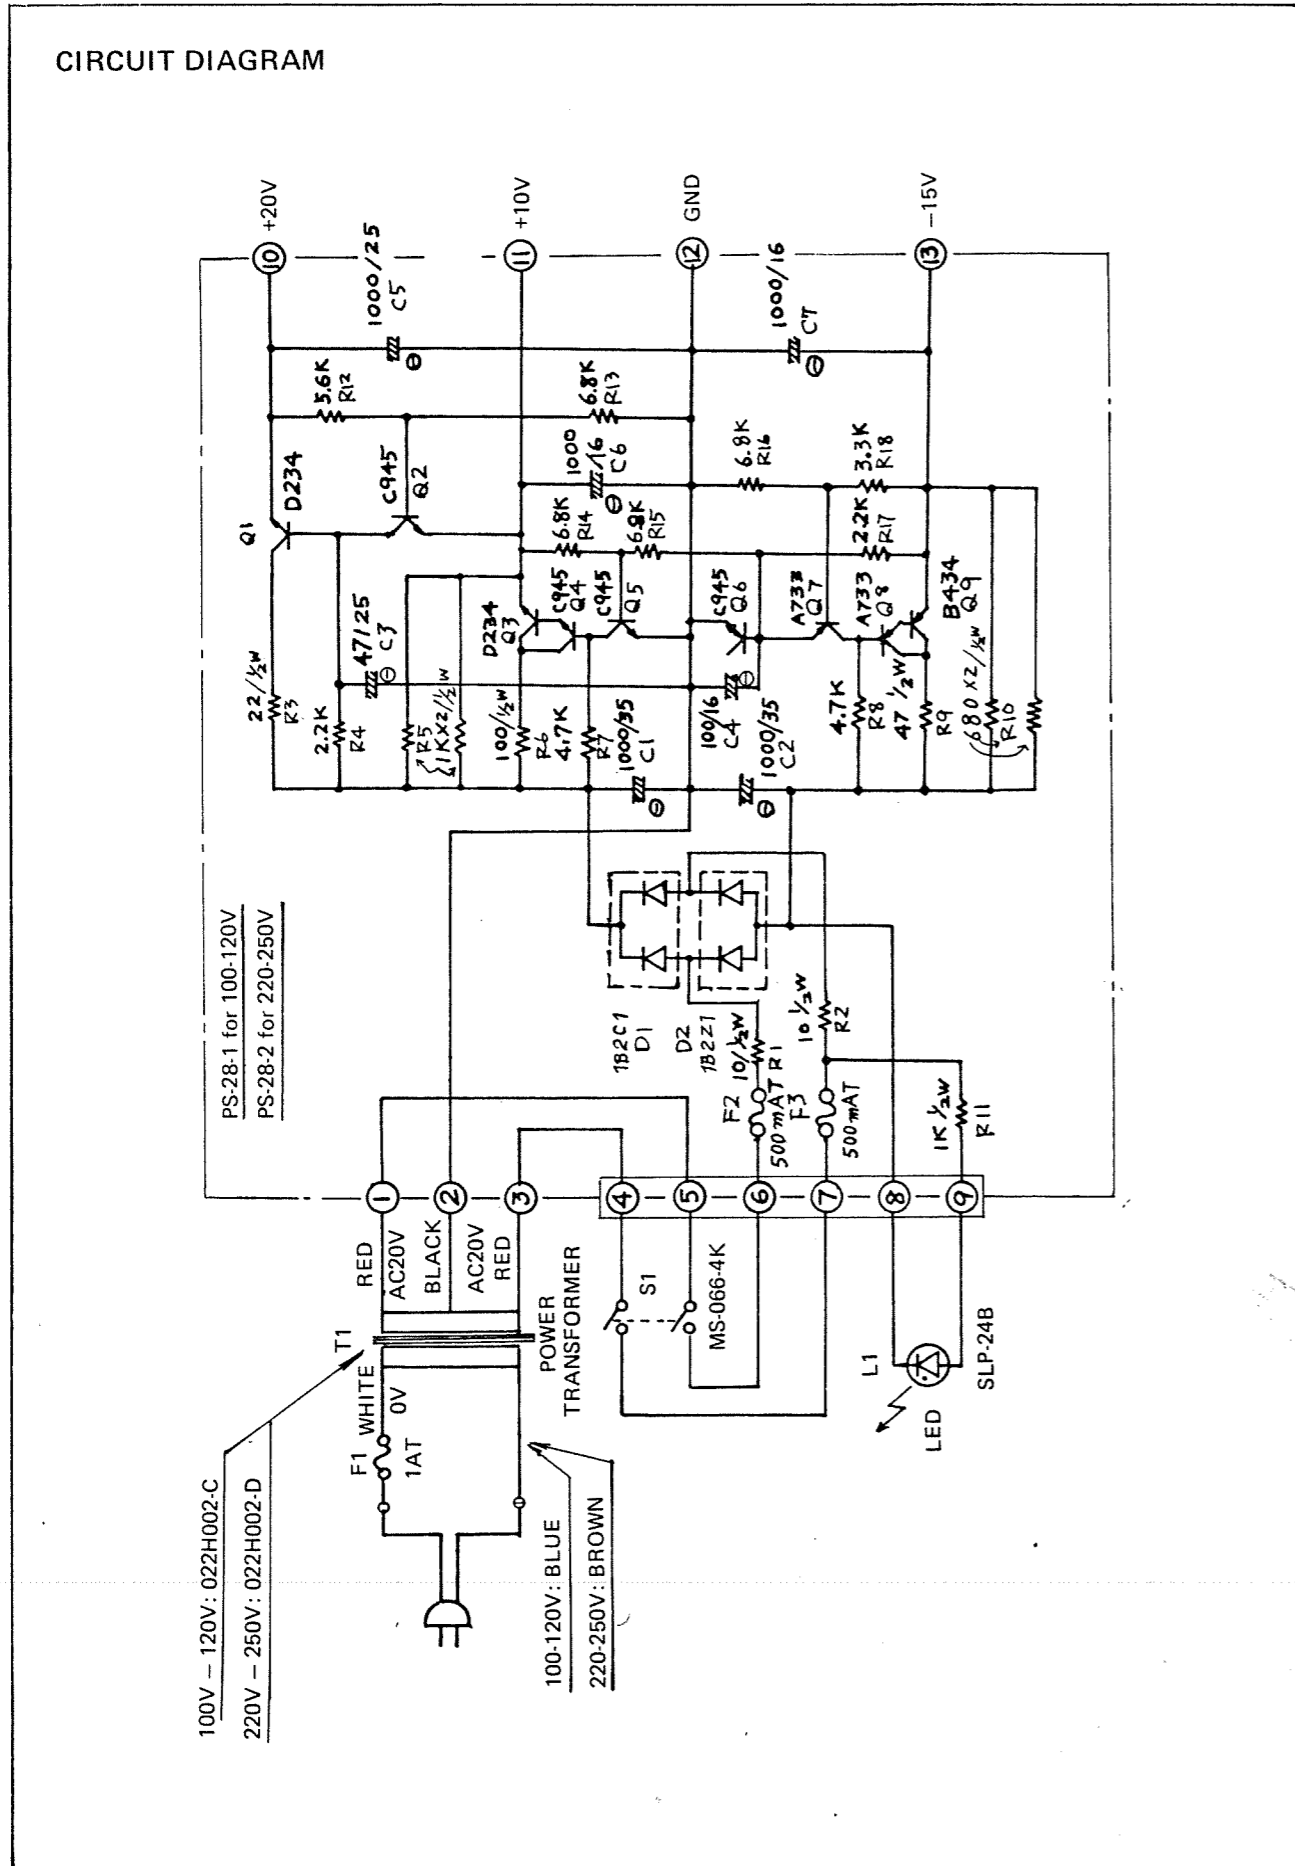 CIRCUIT DIAGRAM
100V – 120V: 022H002-C
220V – 250V: 022H002-D
PS-28-1 for 100-120V
PS-28-2 for 220-250V
F1
WHITE
T1
1AT
0V
100-120V: BLUE
220-250V: BROWN
POWER
TRANSFORMER
RED
AC20V
BLACK
AC20V
RED
1
2
3
4
5
6
7
8
9
S1
MS-066-4K
L1
LED
SLP-24B
F2
500mAT
F3
500mAT
10/½W
R1
10 ½W
R2
1K ½W
R11
1B2C1
D1
D2
1B2Z1
22/½W
R3
2.2K
R4
47/25
C3
R5
1K×2/½W
100/½W
R6
4.7K
R7
1000/35
C1
100/16
C4
1000/35
C2
4.7K
R8
47 ½W
R9
680×2/½W
R10
Q1
D234
C945
Q2
D234
Q3
C945
Q4
C945
Q5
C945
Q6
A733
Q7
A733
Q8
B434
Q9
5.6K
R12
6.8K
R13
6.8K
R14
6.8K
R15
6.8K
R16
2.2K
R17
3.3K
R18
1000/25
C5
1000
/16
C6
1000/16
C7
10
+20V
11
+10V
12
GND
13
–15V